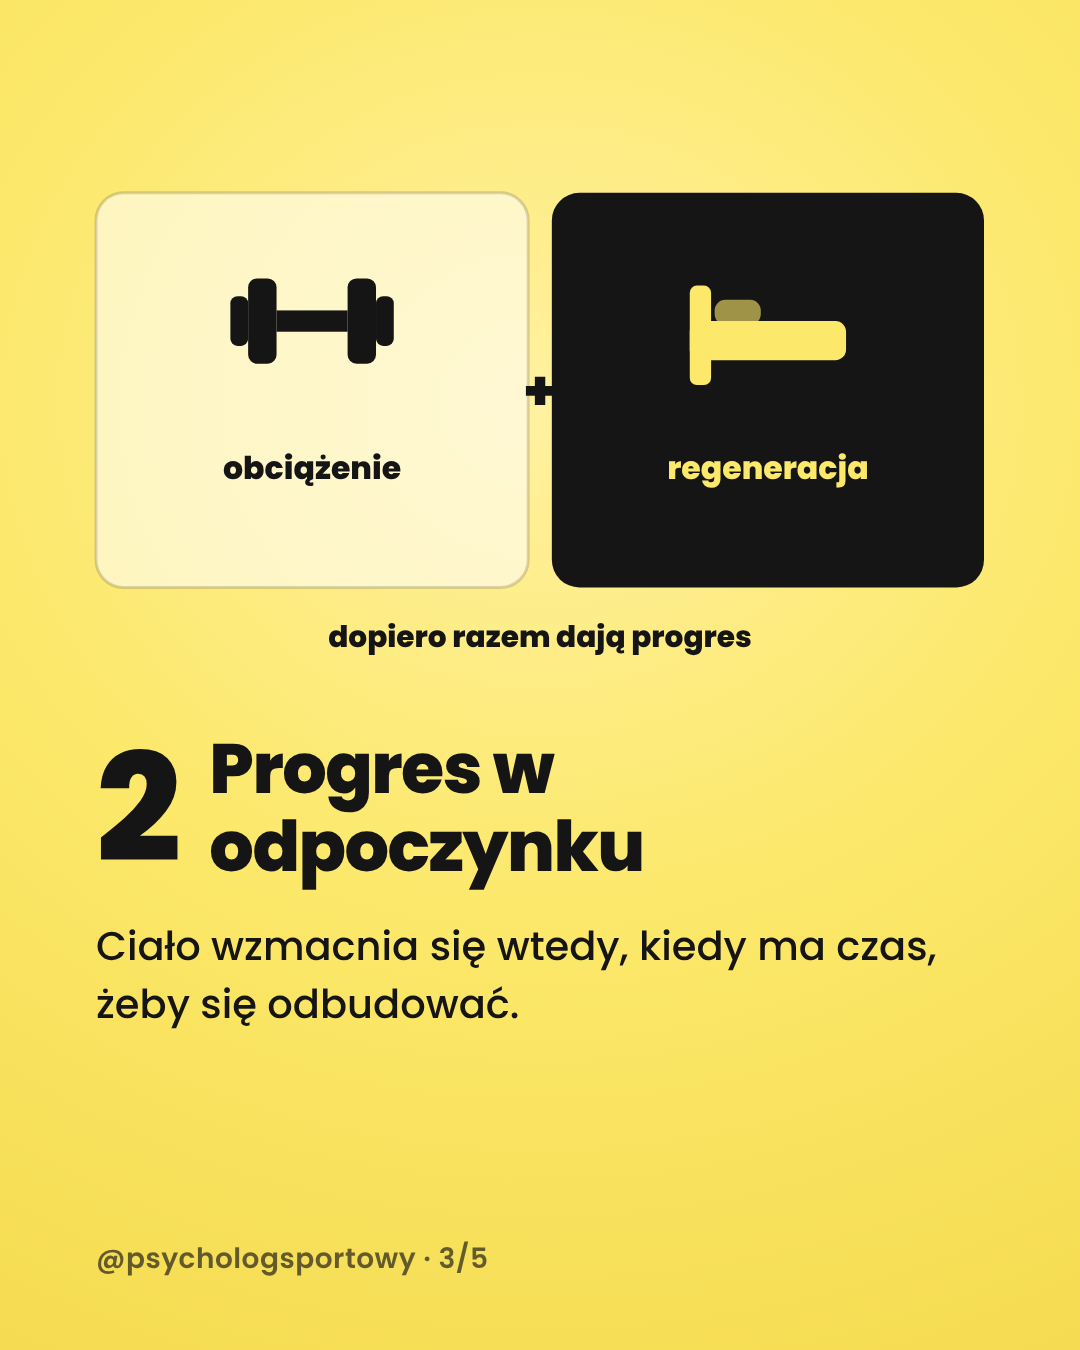 obciążenie
+
regeneracja
dopiero razem dają progres
2
Progres w
odpoczynku
Ciało wzmacnia się wtedy, kiedy ma czas,
żeby się odbudować.
@psychologsportowy · 3/5